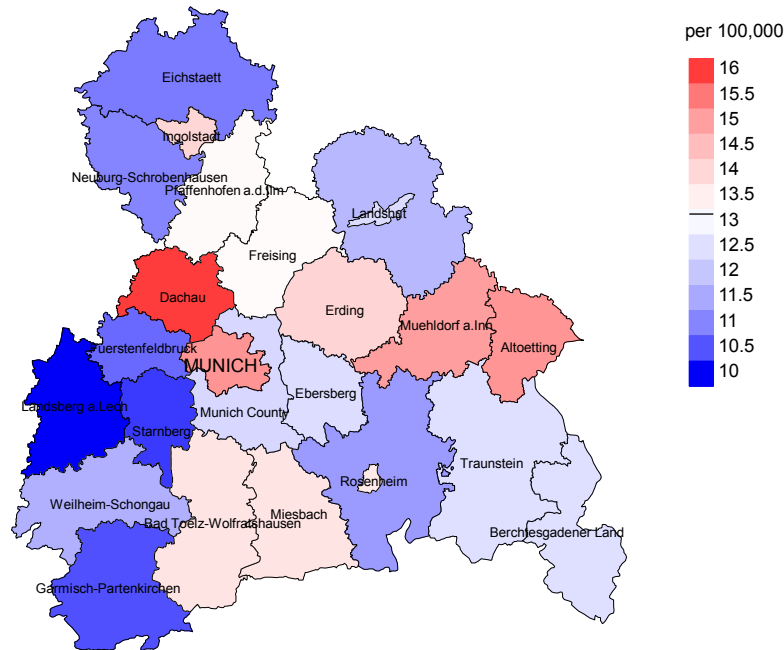 per 100,000
16
15.5
15
14.5
14
13.5
13
12.5
12
11.5
11
10.5
10
Eichstaett
Ingolstadt
Neuburg-Schrobenhausen
Pfaffenhofen a.d.Ilm
Landshst
Freising
Dachau
Erding
Muehldorf a.Inn
Altoetting
Fuerstenfeldbruck
MUNICH
Ebersberg
Landsberg a.Lech
Munich County
Starnberg
Traunstein
Rosenheim
Weilheim-Schongau
Miesbach
Bad Toelz-Wolfratshausen
Berchtesgadener Land
Garmisch-Partenkirchen